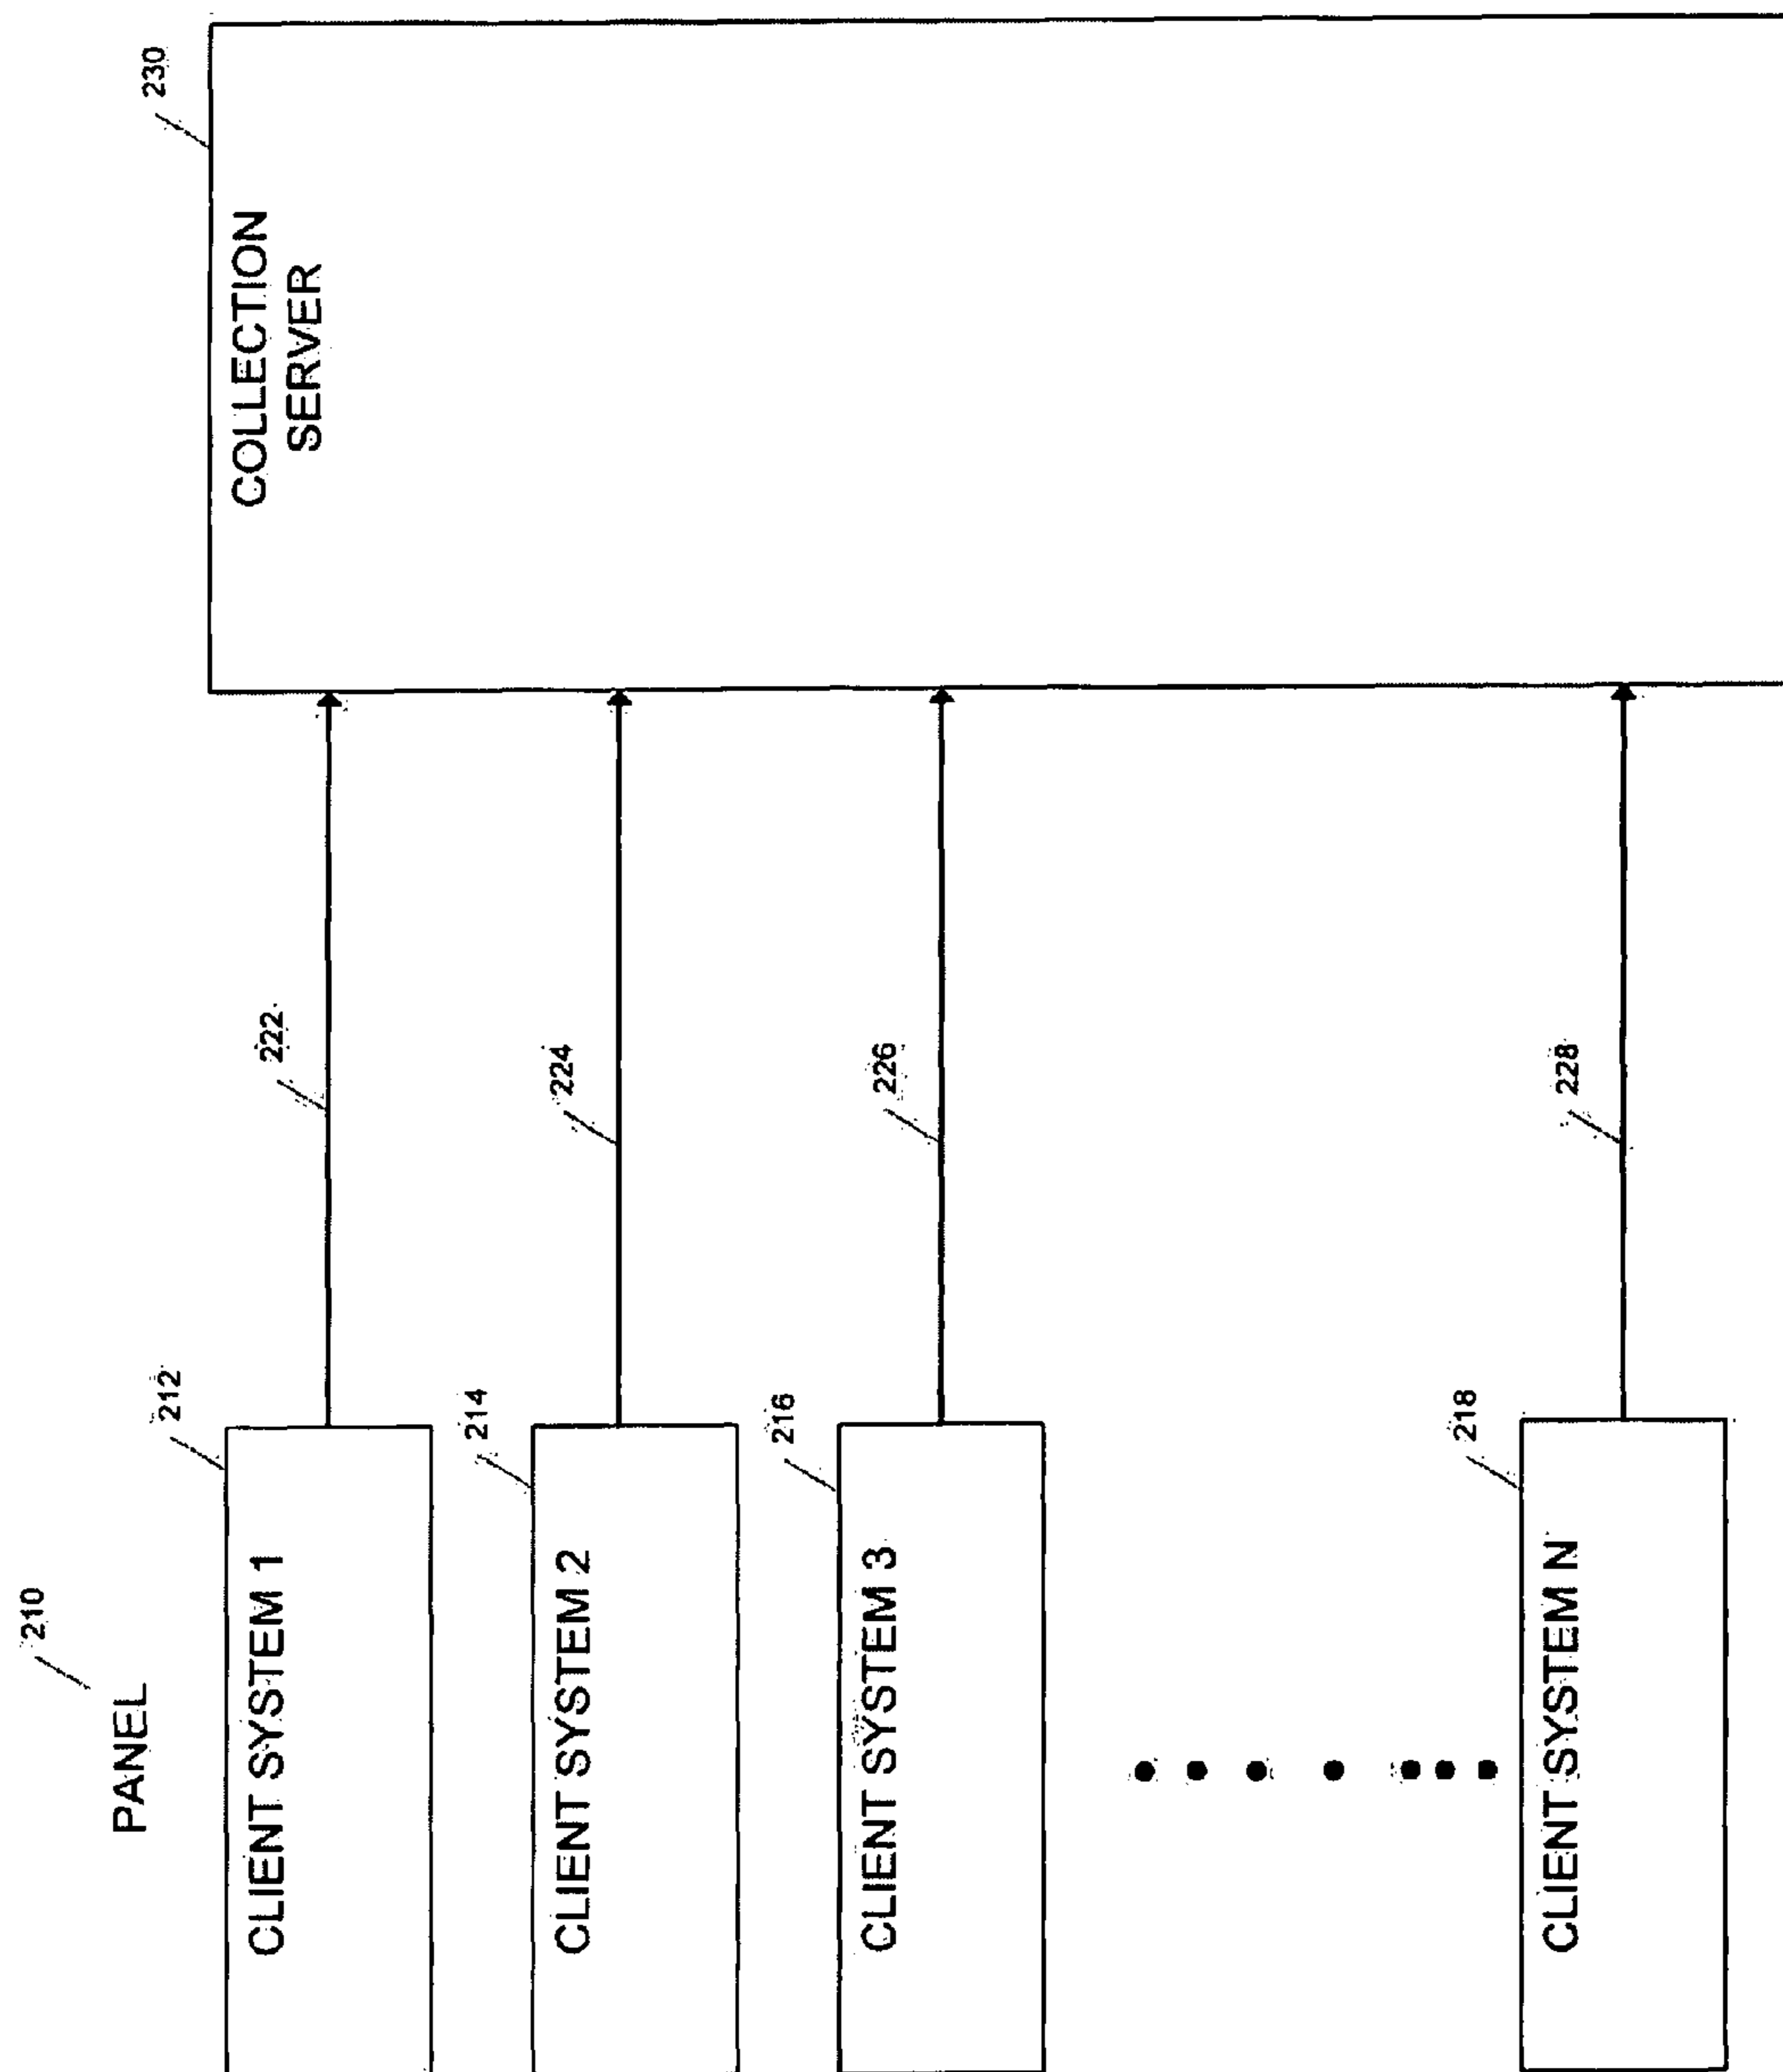 210
PANEL
212
CLIENT SYSTEM 1
222
230
COLLECTION
SERVER
214
CLIENT SYSTEM 2
224
216
CLIENT SYSTEM 3
226
218
CLIENT SYSTEM N
228